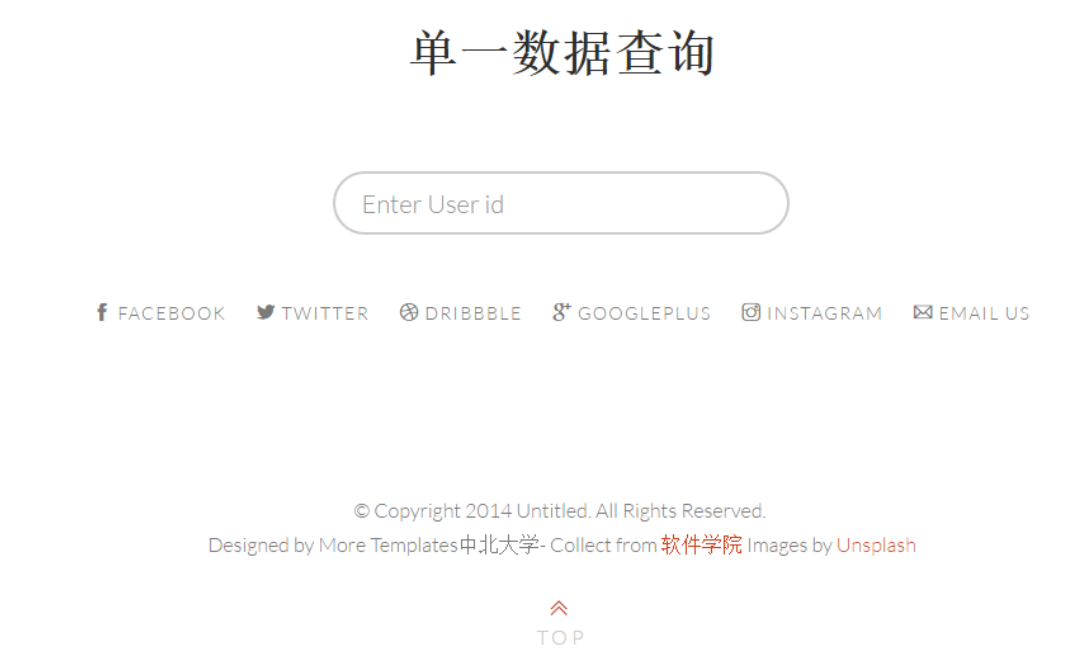 单一数据查询
Enter User id
FACEBOOK TWITTER DRIBBBLE GOOGLEPLUS INSTAGRAM EMAIL US
© Copyright 2014 Untitled. All Rights Reserved.
Designed by More Templates中北大学- Collect from 软件学院 Images by Unsplash
TOP